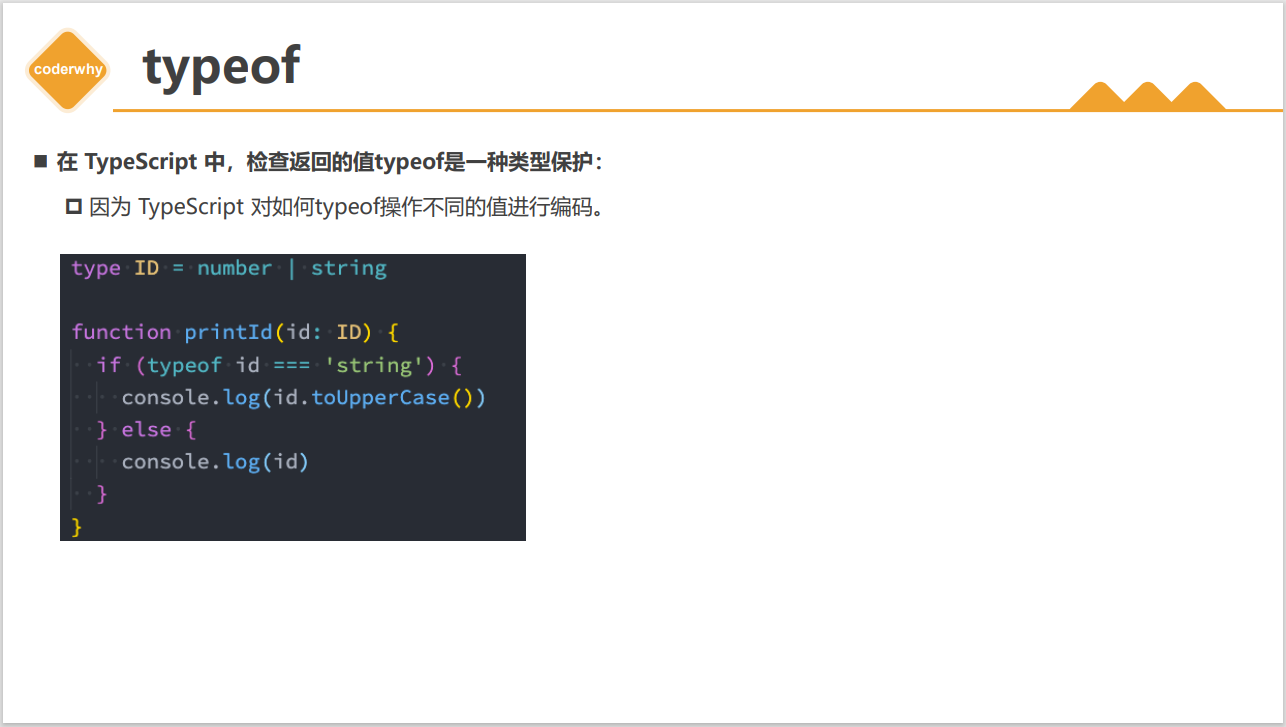 coderwhy
typeof
在 TypeScript 中，检查返回的值typeof是一种类型保护：
因为 TypeScript 对如何typeof操作不同的值进行编码。
type ID = number | string
function printId(id: ID) {
  if (typeof id === 'string') {
    console.log(id.toUpperCase())
  } else {
    console.log(id)
  }
}